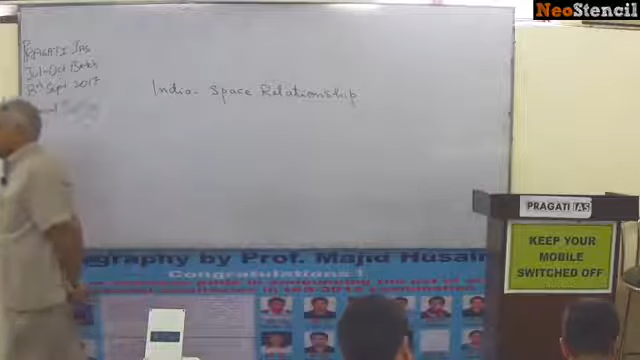 NeoStencil
PRAGATI IAS
Jul-Oct Batch
8th Sept 2017
India - Space Relationship
PRAGATI IAS
KEEP YOUR
MOBILE
SWITCHED OFF
ography by Prof. Majid Husain
Congratulations !